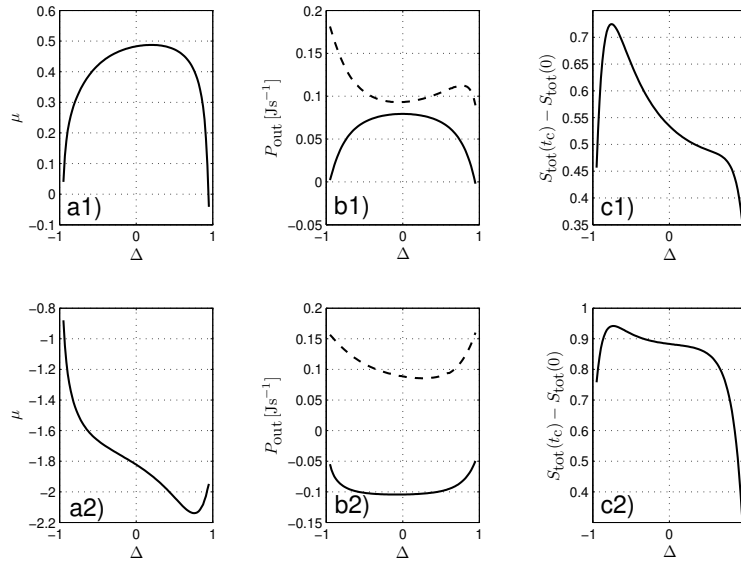 0.6
0.5
0.4
0.3
0.2
0.1
0
−0.1
μ
a1)
−1 0 1
Δ
0.2
0.15
0.1
0.05
0
−0.05
P_out [Js⁻¹]
b1)
−1 0 1
Δ
0.7
0.65
0.6
0.55
0.5
0.45
0.4
0.35
S_tot(t_c) − S_tot(0)
c1)
−1 0
Δ
−0.8
−1
−1.2
−1.4
−1.6
−1.8
−2
−2.2
μ
a2)
−1 0 1
Δ
0.2
0.15
0.1
0.05
0
−0.05
−0.1
−0.15
P_out [Js⁻¹]
b2)
−1 0 1
Δ
1
0.9
0.8
0.7
0.6
0.5
0.4
S_tot(t_c) − S_tot(0)
c2)
−1 0
Δ